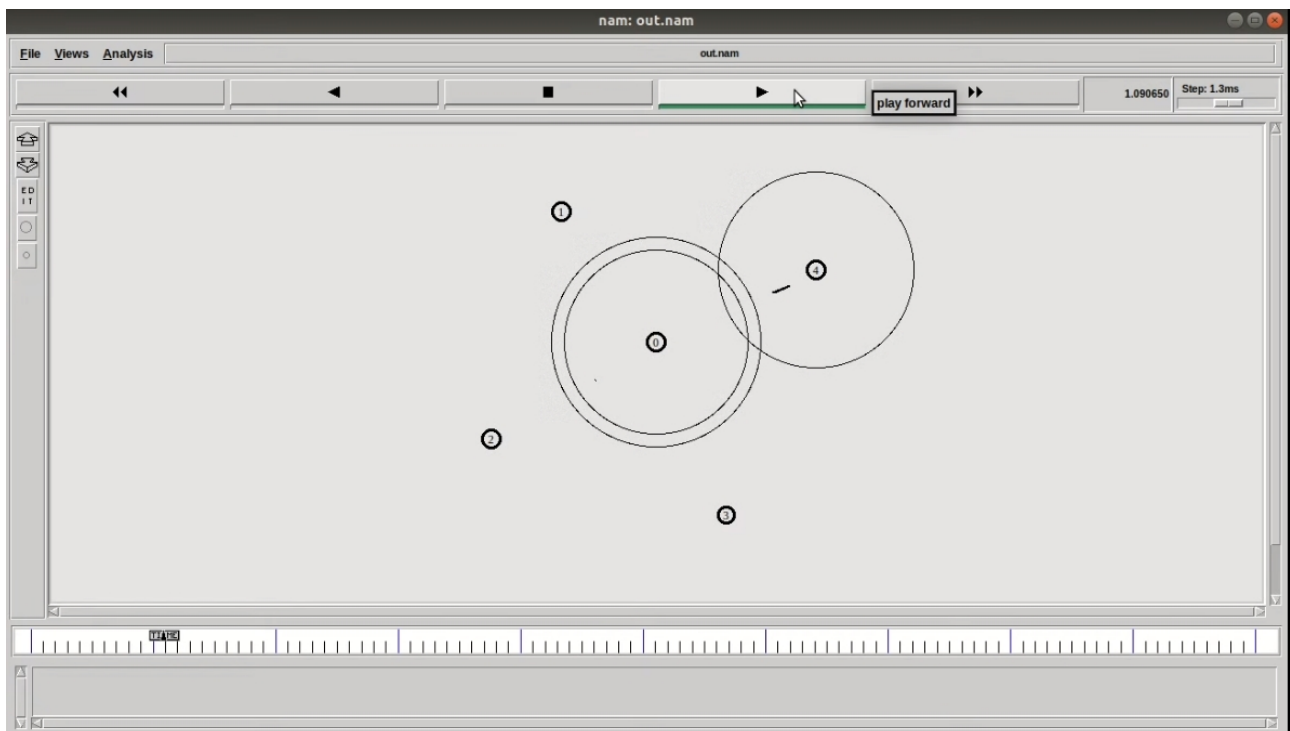 nam: out.nam
File Views Analysis out.nam
play forward
1.090650 Step: 1.3ms
ED
IT
1
4
0
2
3
TIME